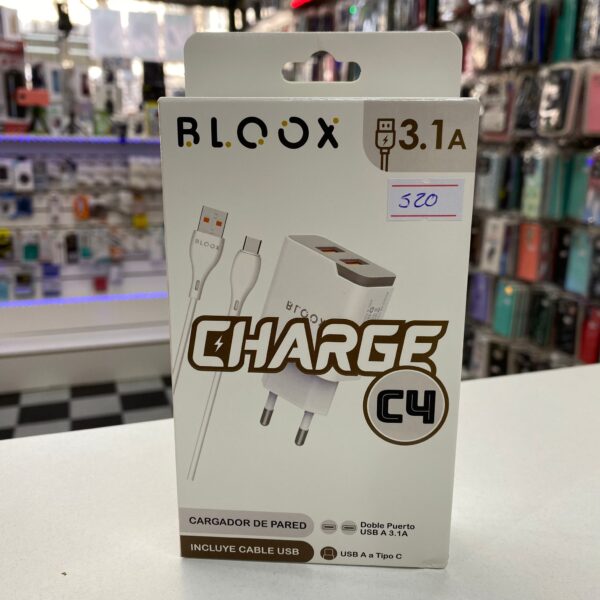 BLOOX
3.1A
520
BLOOX
BLOOX
CHARGE
C4
CARGADOR DE PARED
Doble Puerto
USB A 3.1A
INCLUYE CABLE USB
USB A a Tipo C